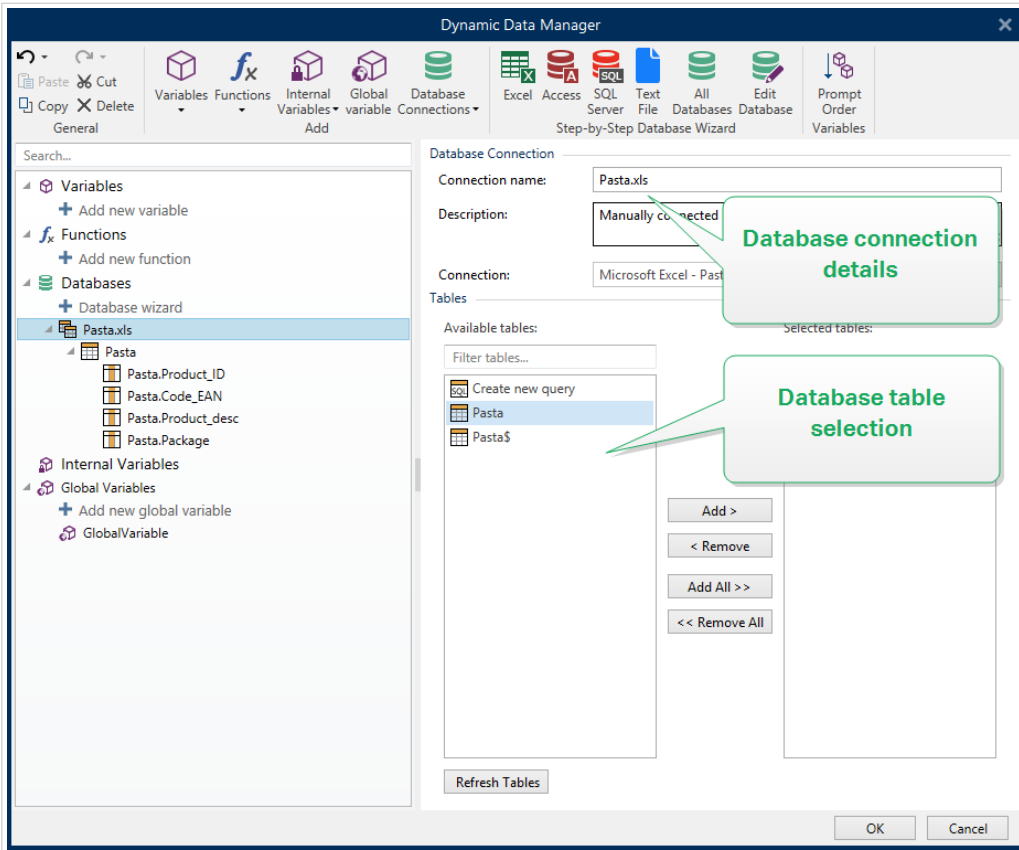 Dynamic Data Manager
Paste Cut
Copy Delete
General
Variables Functions Internal Variables Global variable Database Connections
Add
Excel Access SQL Server Text File All Databases Edit Database
Step-by-Step Database Wizard
Prompt Order
Variables
Search...
Variables
Add new variable
Functions
Add new function
Databases
Database wizard
Pasta.xls
Pasta
Pasta.Product_ID
Pasta.Code_EAN
Pasta.Product_desc
Pasta.Package
Internal Variables
Global Variables
Add new global variable
GlobalVariable
Database Connection
Connection name: Pasta.xls
Description: Manually connected
Connection: Microsoft Excel - Past
Database connection
details
Tables
Available tables:
Selected tables:
Filter tables...
SQL Create new query
Pasta
Pasta$
Database table
selection
Add >
< Remove
Add All >>
<< Remove All
Refresh Tables
OK Cancel